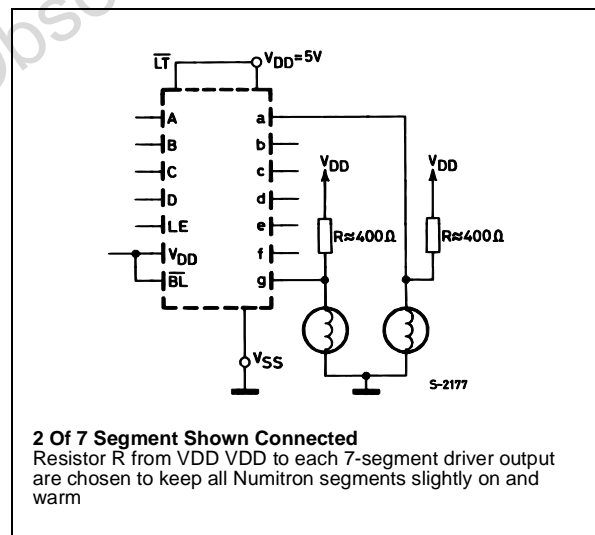 obso
LT
VDD=5V
A
B
C
D
LE
VDD
BL
a
b
c
d
e
f
g
VDD
VDD
R≈400Ω
R≈400Ω
VSS
S-2177
2 Of 7 Segment Shown Connected
Resistor R from VDD VDD to each 7-segment driver output
are chosen to keep all Numitron segments slightly on and
warm